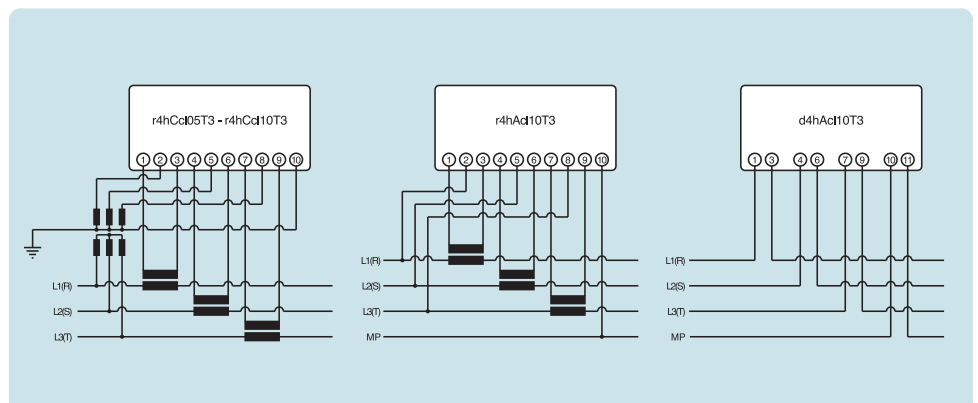 r4hCcl05T3 - r4hCcl10T3
1 2 3 4 5 6 7 8 9 10
L1(R)
L2(S)
L3(T)
r4hAcl10T3
1 2 3 4 5 6 7 8 9 10
L1(R)
L2(S)
L3(T)
MP
d4hAcl10T3
1 3 4 6 7 9 10 11
L1(R)
L2(S)
L3(T)
MP